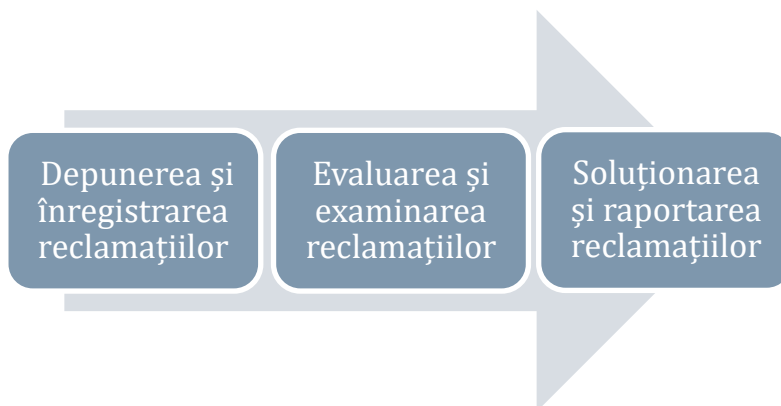 Depunerea și
înregistrarea
reclamațiilor
Evaluarea și
examinarea
reclamațiilor
Soluționarea
și raportarea
reclamațiilor